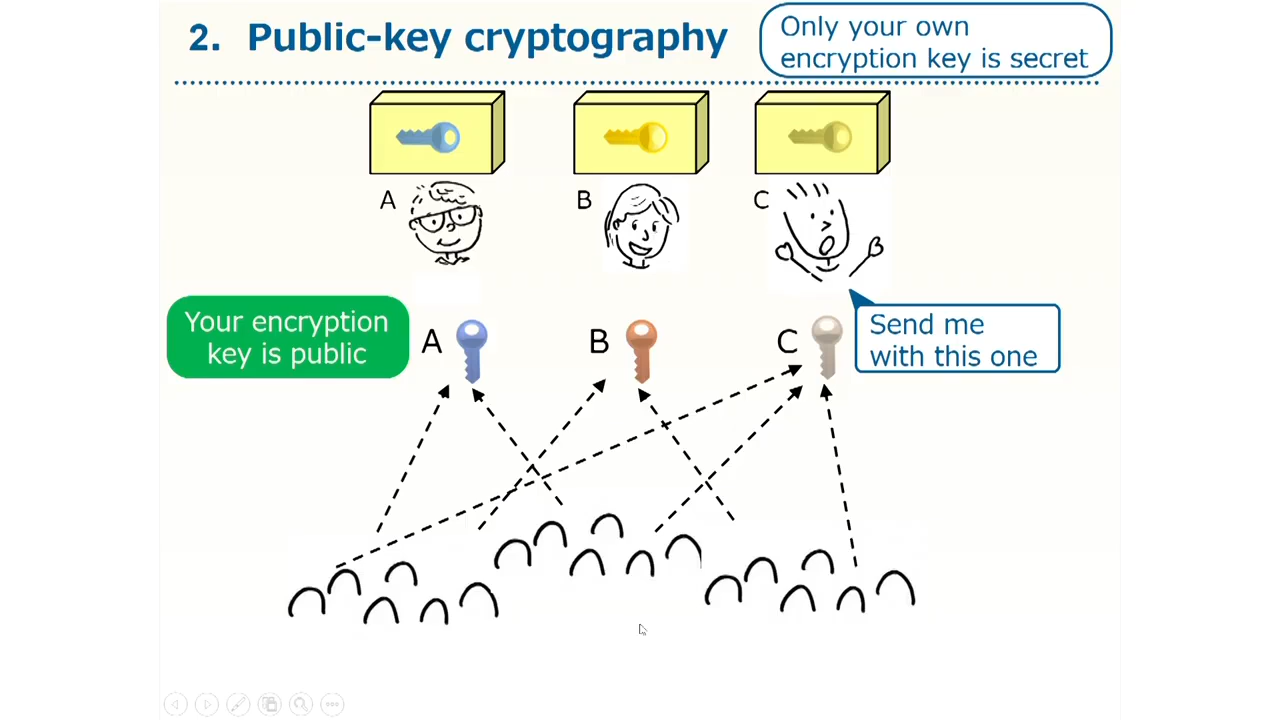 2. Public-key cryptography
Only your own
encryption key is secret
A
B
C
Your encryption
key is public
A
B
C
Send me
with this one